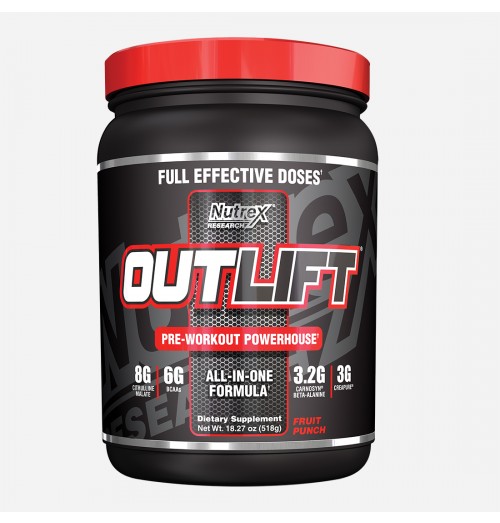 FULL EFFECTIVE DOSES
Nutrex
RESEARCH
OUTLIFT
PRE-WORKOUT POWERHOUSE
8G
CITRULLINE
MALATE
6G
BCAAs
ALL-IN-ONE
FORMULA
3.2G
CARNOSYN®
BETA-ALANINE
3G
CREAPURE®
Dietary Supplement
Net Wt. 18.27 oz (518g)
FRUIT
PUNCH